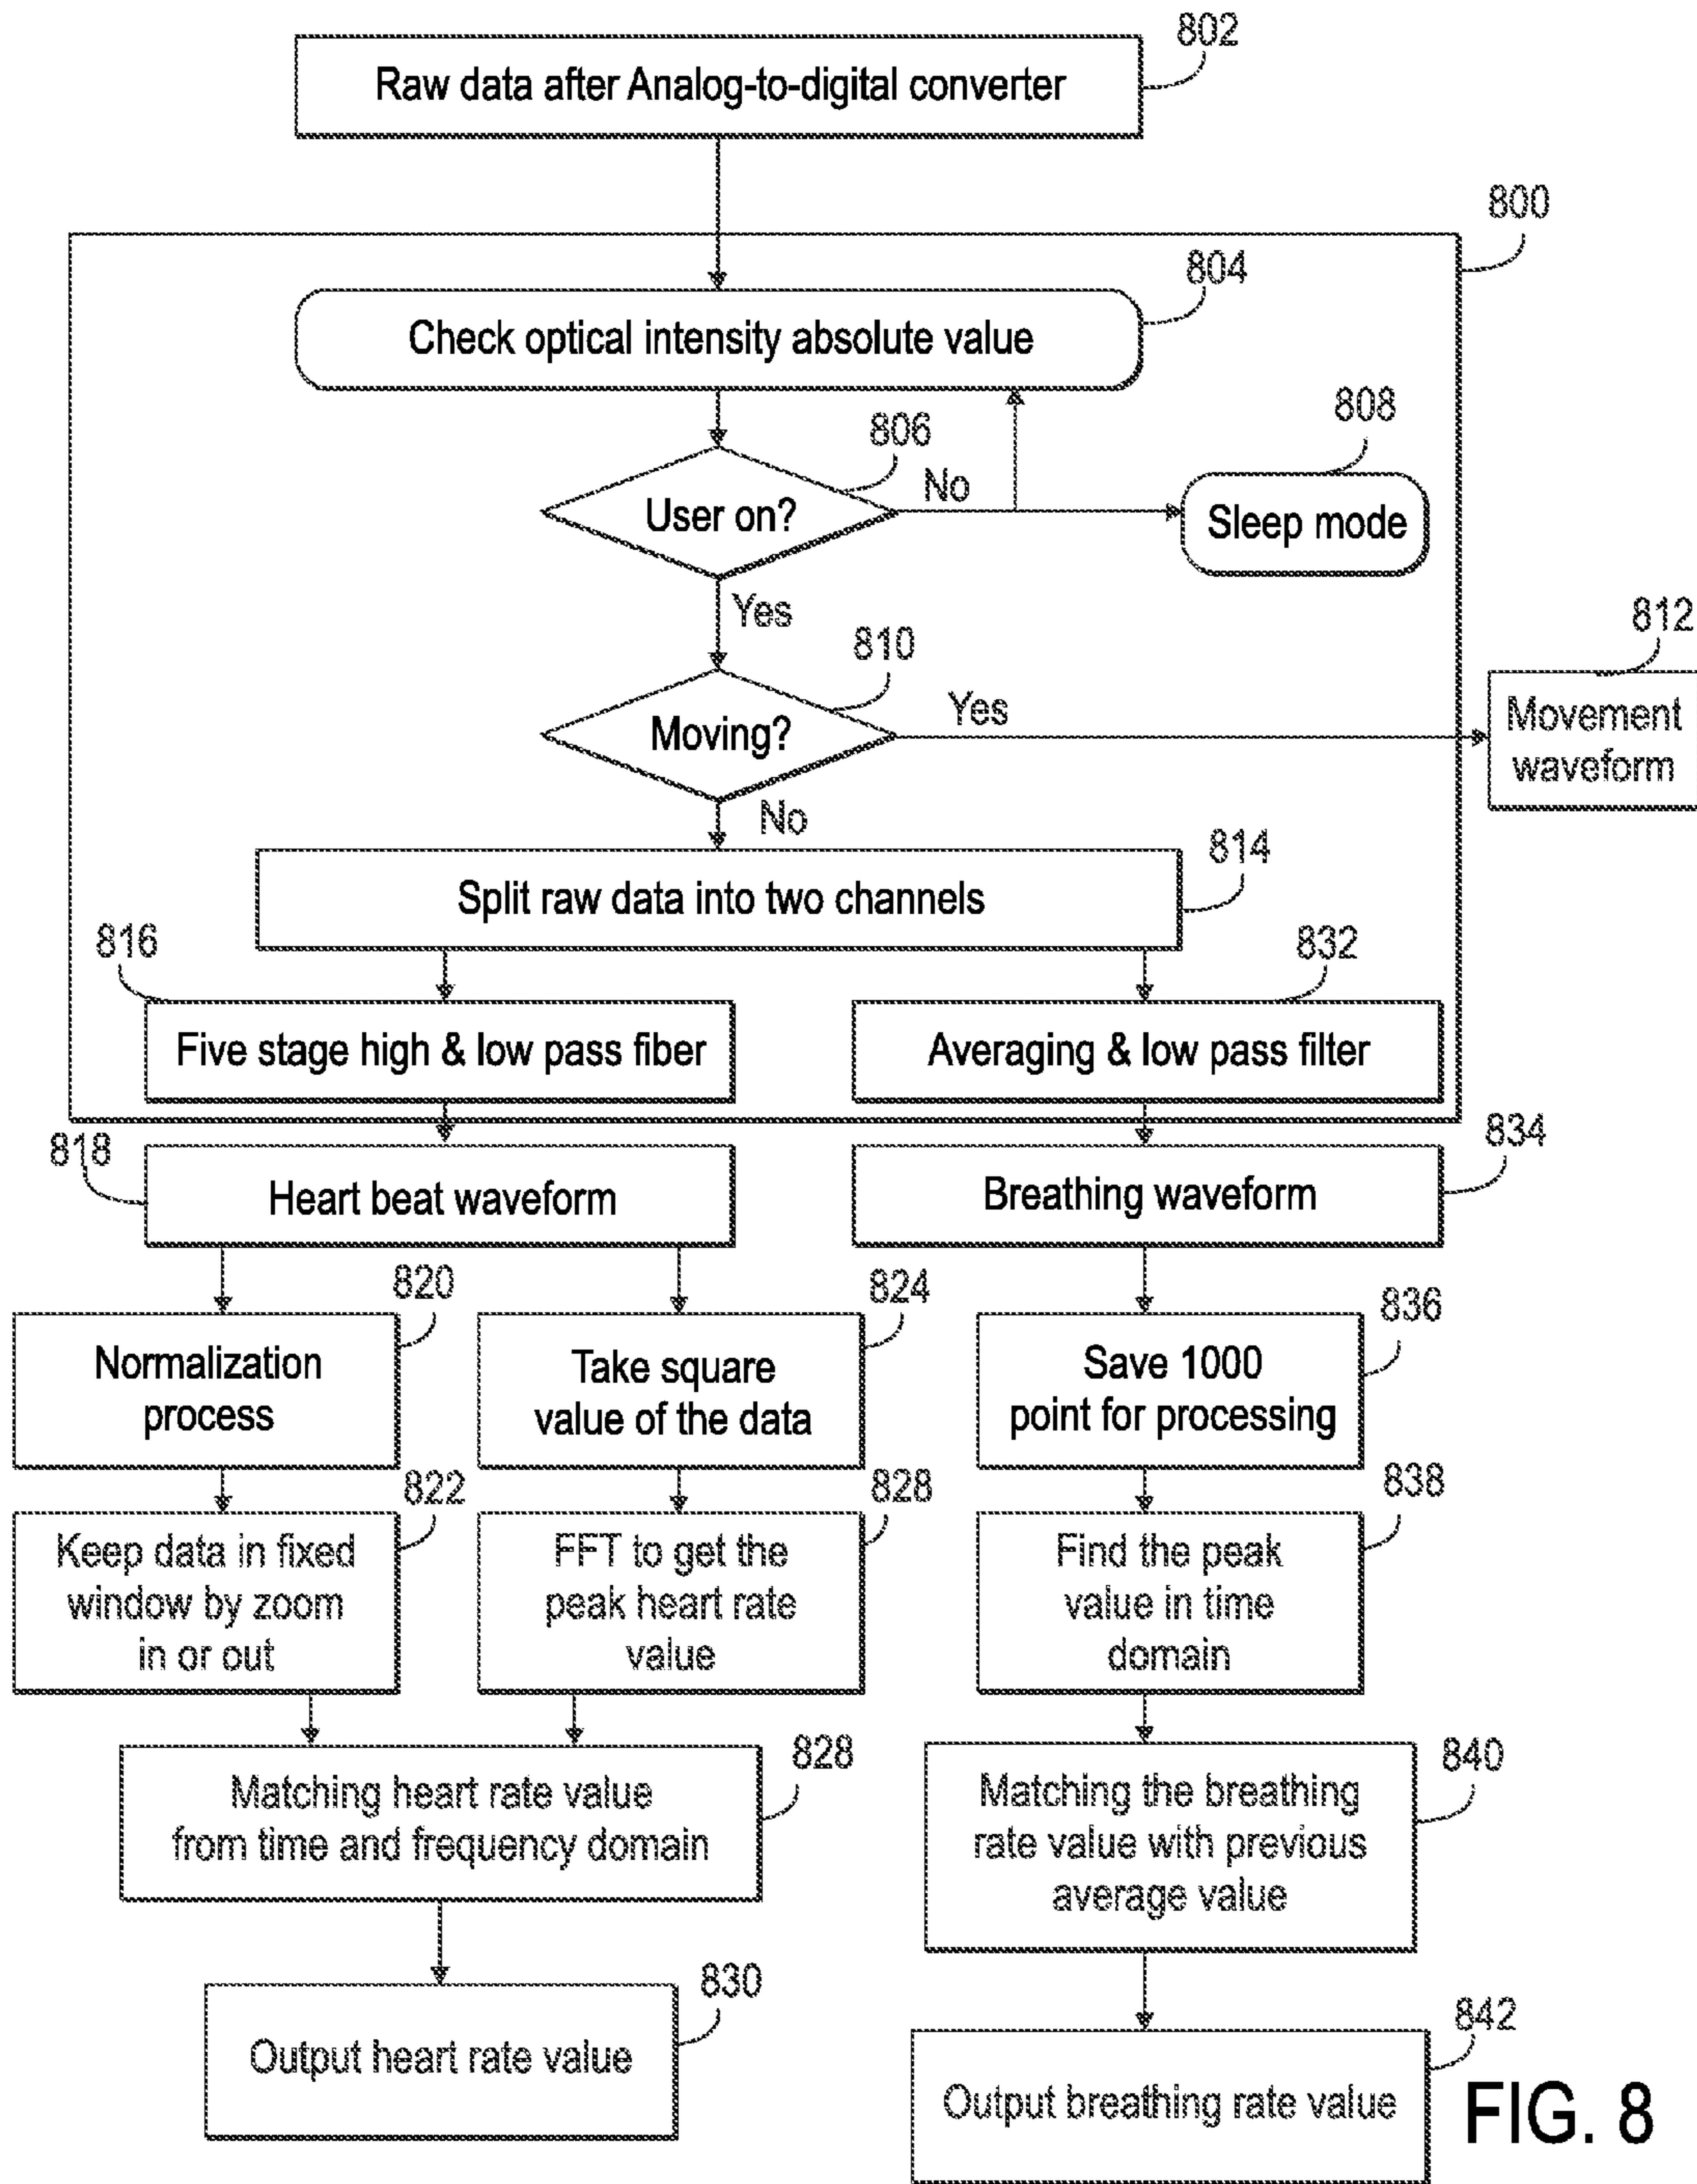 802
Raw data after Analog-to-digital converter
800
804
Check optical intensity absolute value
806
808
User on?
No
Sleep mode
Yes
810
812
Moving?
Yes
Movement
waveform
No
814
Split raw data into two channels
816
832
Five stage high & low pass fiber
Averaging & low pass filter
818
834
Heart beat waveform
Breathing waveform
820
824
836
Normalization
process
Take square
value of the data
Save 1000
point for processing
822
828
838
Keep data in fixed
window by zoom
in or out
FFT to get the
peak heart rate
value
Find the peak
value in time
domain
828
840
Matching heart rate value
from time and frequency domain
Matching the breathing
rate value with previous
average value
830
842
Output heart rate value
Output breathing rate value
FIG. 8